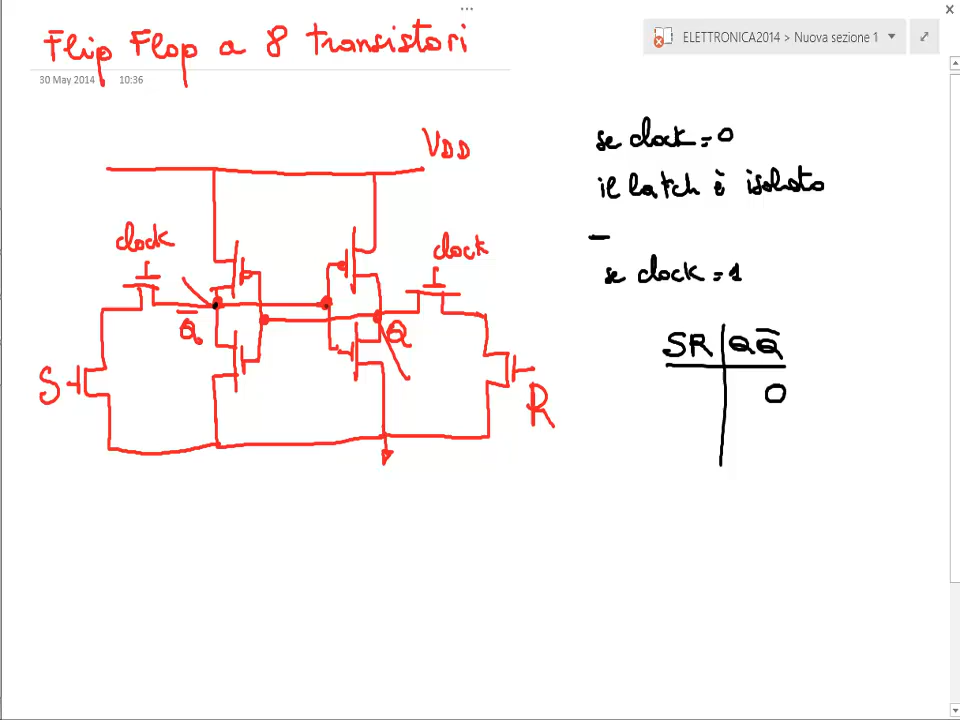 Flip Flop a 8 transistori
ELETTRONICA2014 > Nuova sezione 1
30 May 2014 10:36
VDD
clock
clock
Q̅
Q
S
R
se clock = 0
il latch è isolato
se clock = 1
SR Q Q̅
0